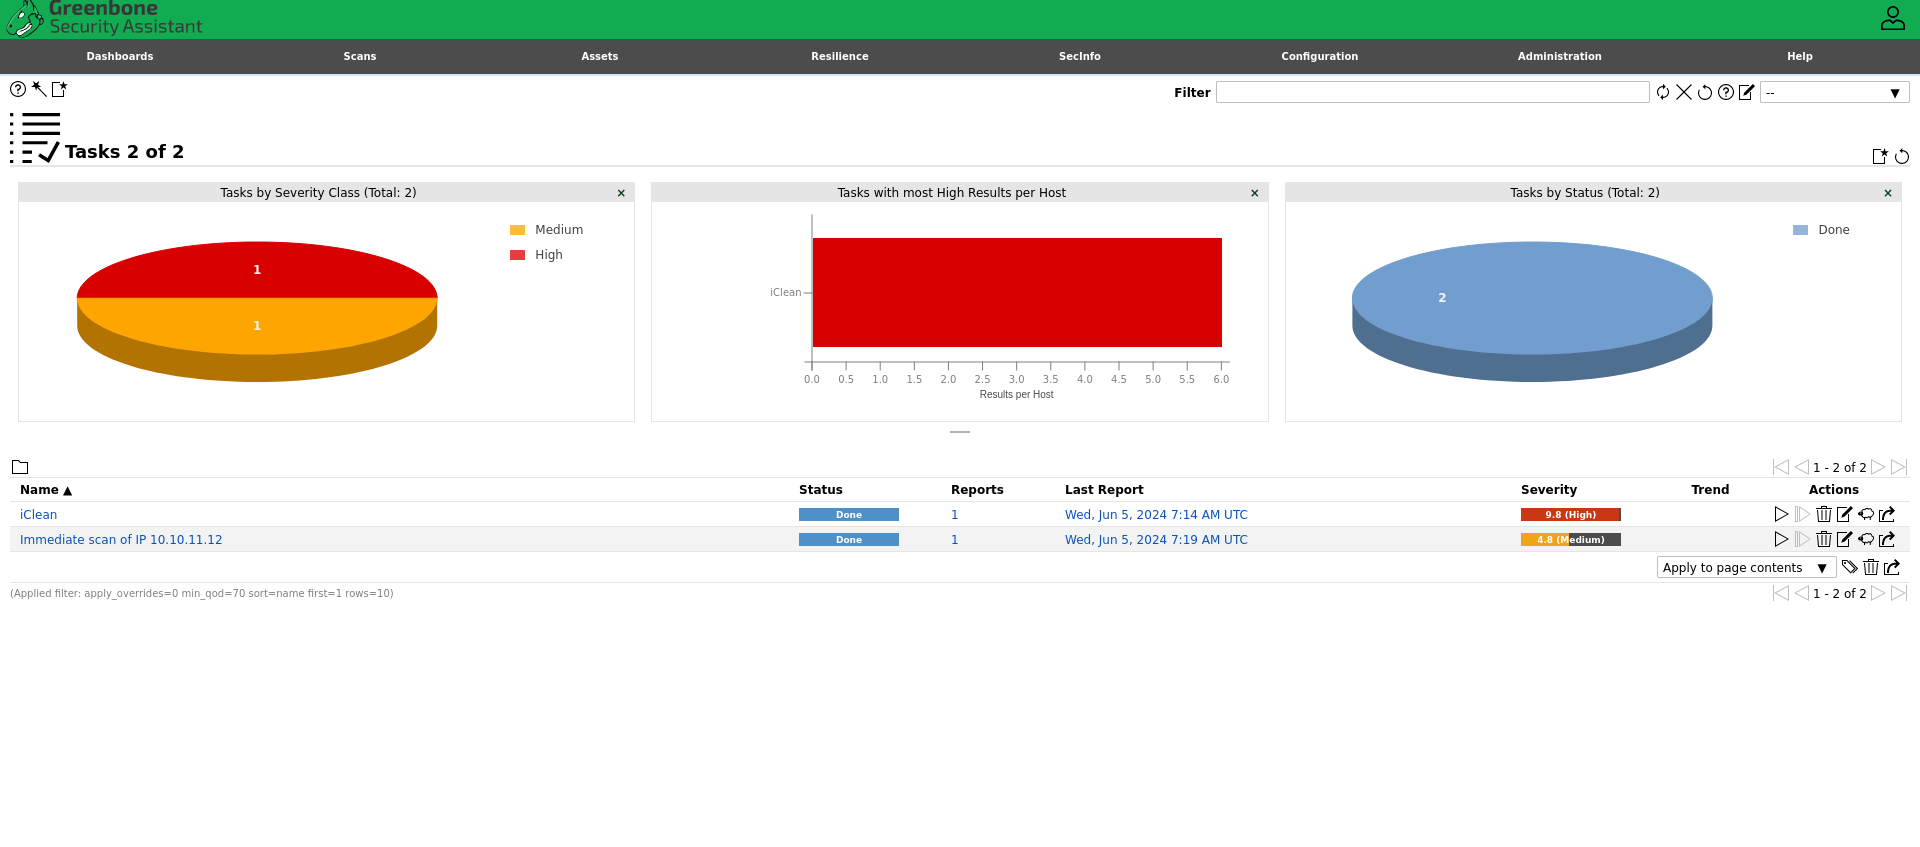 Greenbone
Security Assistant
Dashboards Scans Assets Resilience SecInfo Configuration Administration Help
Filter --
Tasks 2 of 2
Tasks by Severity Class (Total: 2) ×
Medium
High
1
1
Tasks with most High Results per Host ×
iClean
0.0 0.5 1.0 1.5 2.0 2.5 3.0 3.5 4.0 4.5 5.0 5.5 6.0
Results per Host
Tasks by Status (Total: 2) ×
Done
2
1 - 2 of 2
Name ▲ Status Reports Last Report Severity Trend Actions
iClean Done 1 Wed, Jun 5, 2024 7:14 AM UTC 9.8 (High)
Immediate scan of IP 10.10.11.12 Done 1 Wed, Jun 5, 2024 7:19 AM UTC 4.8 (Medium)
Apply to page contents ▼
(Applied filter: apply_overrides=0 min_qod=70 sort=name first=1 rows=10) 1 - 2 of 2